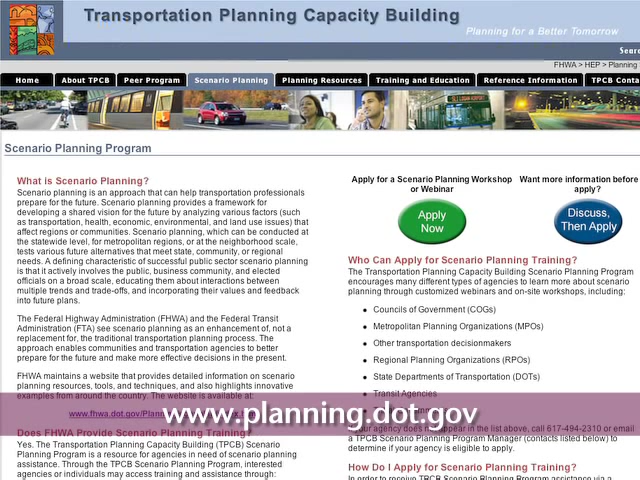 Transportation Planning Capacity Building
Planning for a Better Tomorrow
FHWA > HEP > Planning
Home
About TPCB
Peer Program
Scenario Planning
Planning Resources
Training and Education
Reference Information
Scenario Planning Program
What is Scenario Planning?
Scenario planning is an approach that can help transportation professionals
prepare for the future. Scenario planning provides a framework for
developing a shared vision for the future by analyzing various factors (such
as transportation, health, economic, environmental, and land use issues) that
affect regions or communities. Scenario planning, which can be conducted at
the statewide level, for metropolitan regions, or at the neighborhood scale,
tests various future alternatives that meet state, community, or regional
needs. A defining characteristic of successful public sector scenario planning
is that it actively involves the public, business community, and elected
officials on a broad scale, educating them about interactions between
multiple trends and trade-offs, and incorporating their values and feedback
into future plans.
The Federal Highway Administration (FHWA) and the Federal Transit
Administration (FTA) see scenario planning as an enhancement of, not a
replacement for, the traditional transportation planning process. The
approach enables communities and transportation agencies to better
prepare for the future and make more effective decisions in the present.
FHWA maintains a website that provides detailed information on scenario
planning resources, tools, and techniques, and also highlights innovative
examples from around the country. The website is available at:
Does FHWA Provide Scenario Planning Training?
Yes. The Transportation Planning Capacity Building (TPCB) Scenario
Planning Program is a resource for agencies in need of scenario planning
assistance. Through the TPCB Scenario Planning Program, interested
agencies or individuals may access training and assistance through:
Apply for a Scenario Planning Workshop
or Webinar
Apply
Now
Want more information before
apply?
Discuss,
Then Apply
Who Can Apply for Scenario Planning Training?
The Transportation Planning Capacity Building Scenario Planning Program
encourages many different types of agencies to learn more about scenario
planning through customized webinars and on-site workshops, including:
Councils of Government (COGs)
Metropolitan Planning Organizations (MPOs)
Other transportation decisionmakers
Regional Planning Organizations (RPOs)
State Departments of Transportation (DOTs)
Transit Agencies
www.planning.dot.gov
your agency does not appear in the list above, call 617-494-2310 or email
a TPCB Scenario Planning Program Manager (contacts listed below) to
determine if your agency is eligible to apply.
How Do I Apply for Scenario Planning Training?
In order to receive TPCB Scenario Planning Program assistance via a